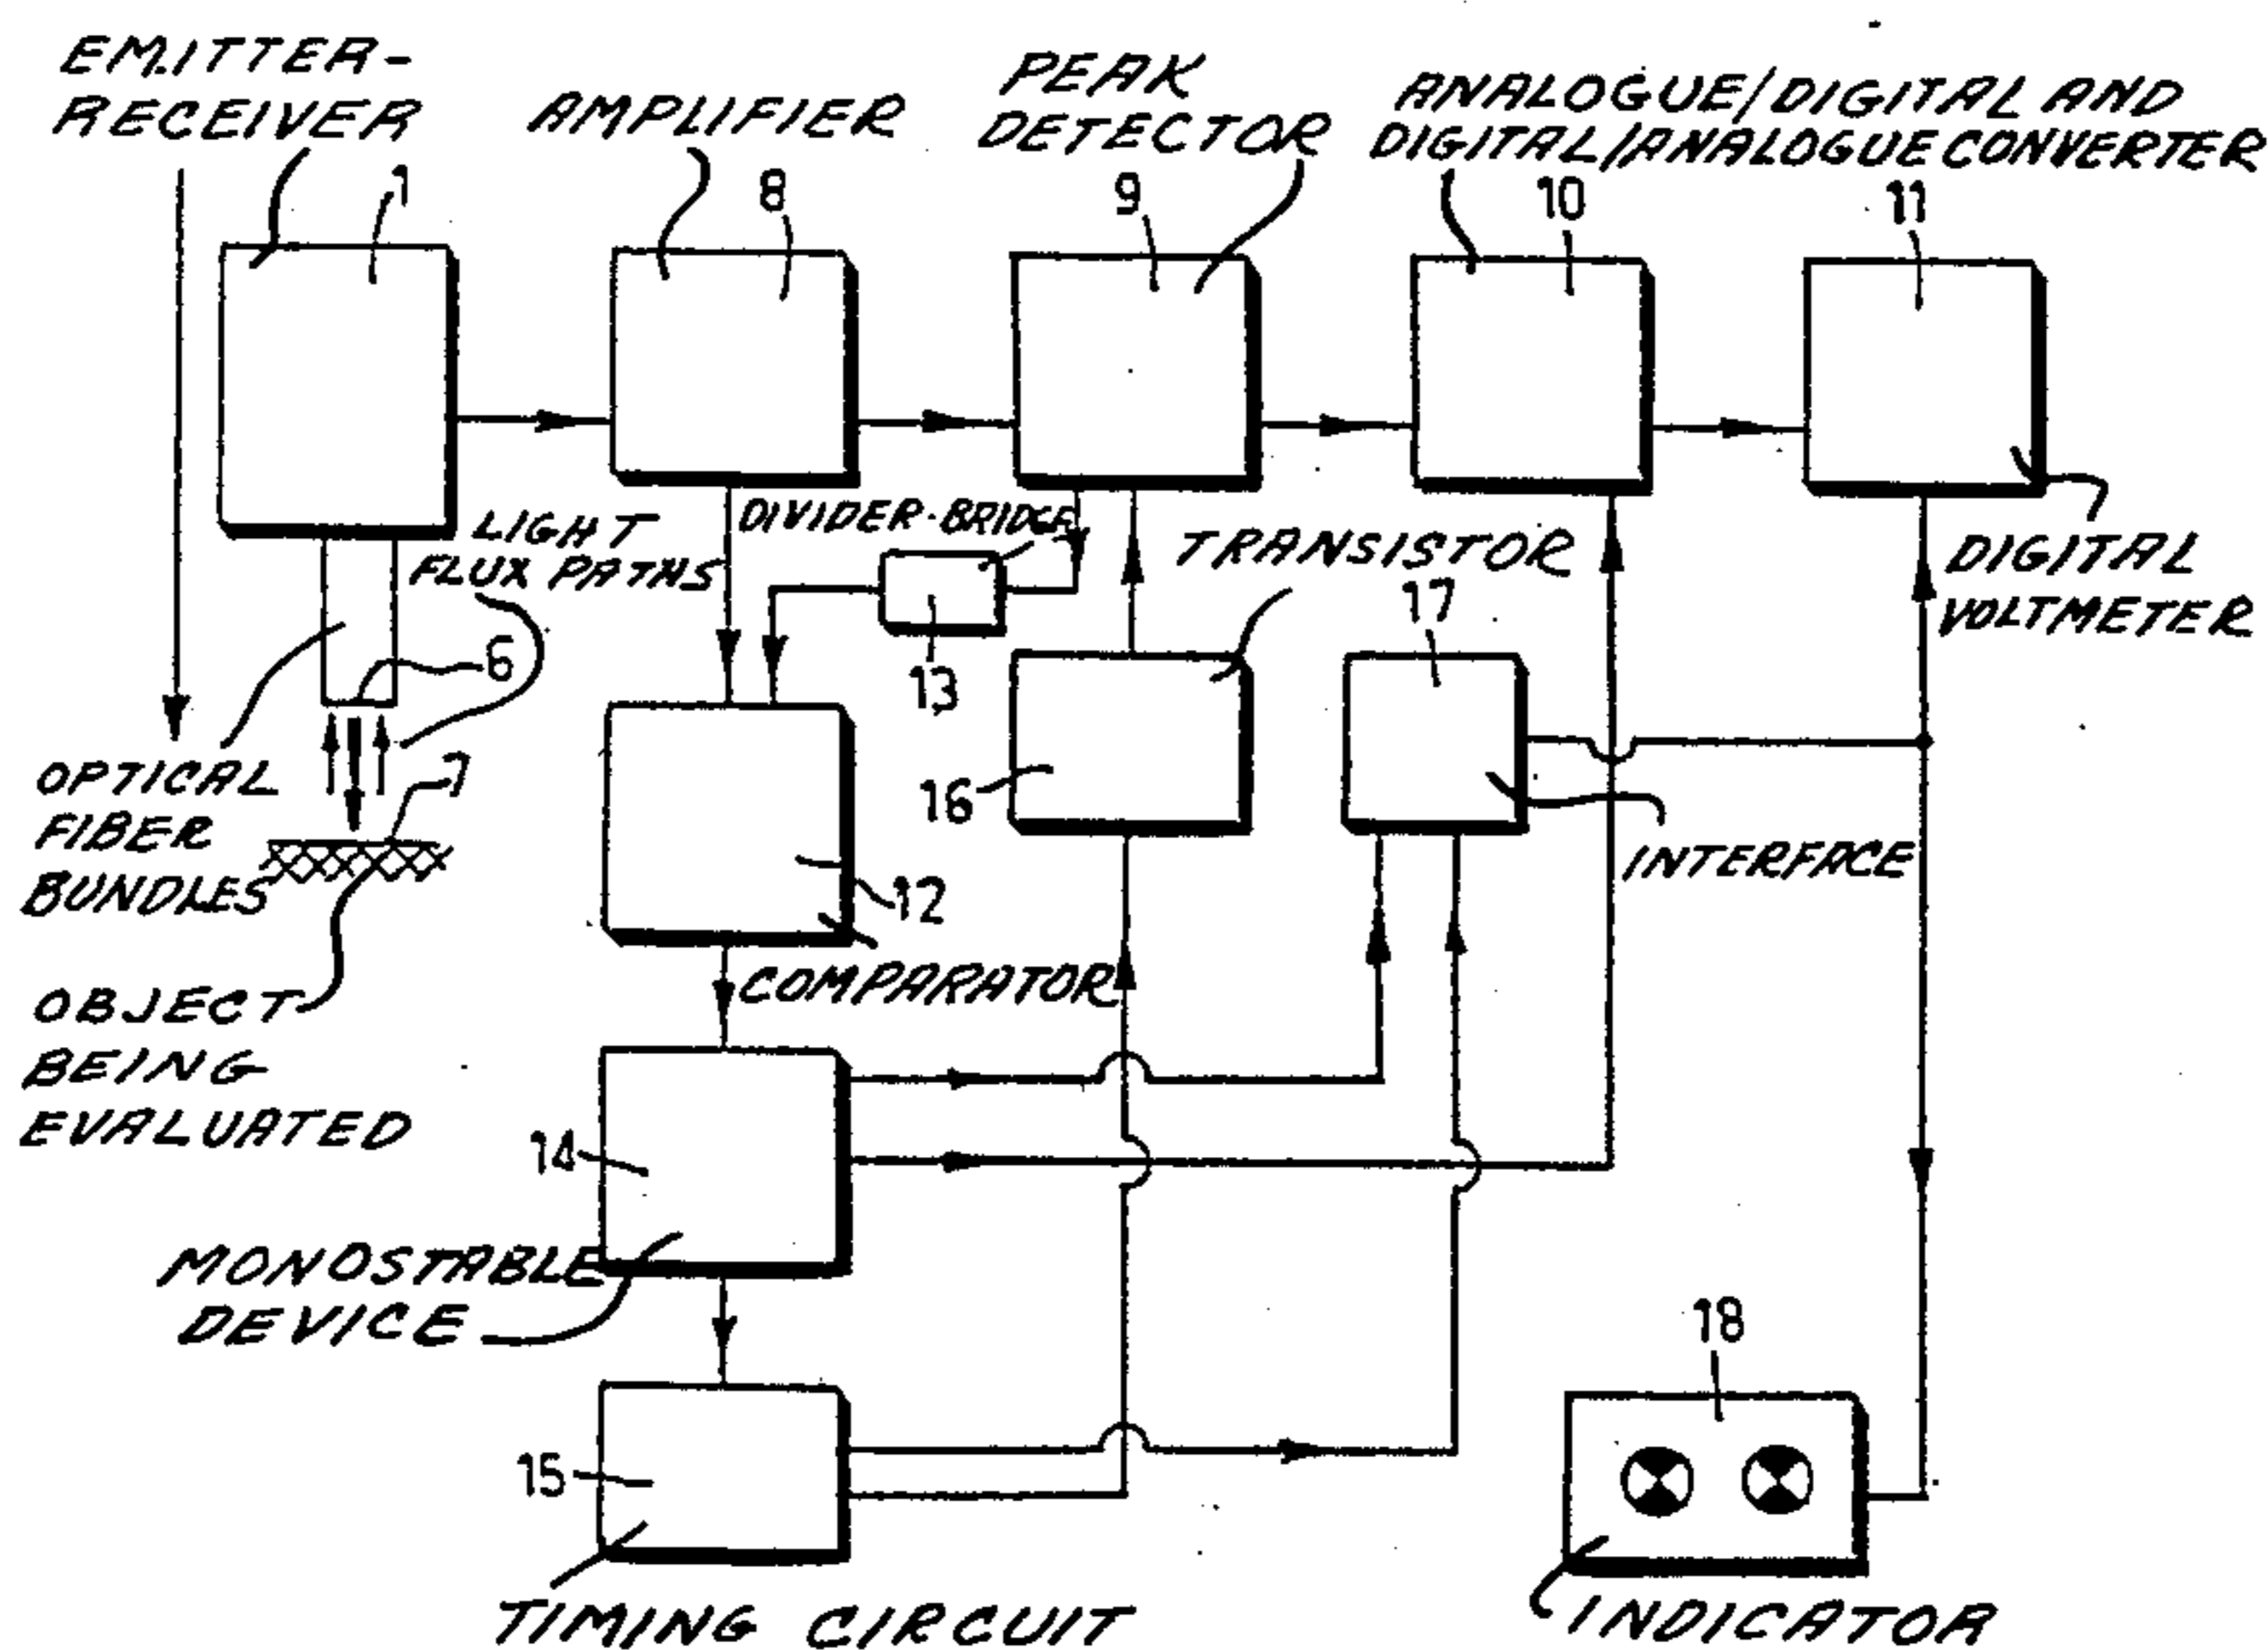 EMITTER-
RECEIVER
AMPLIFIER
PEAK
DETECTOR
ANALOGUE/DIGITAL AND
DIGITAL/ANALOGUE CONVERTER
1
8
9
10
11
LIGHT
FLUX PATHS
DIVIDER-BRIDGE
TRANSISTOR
DIGITAL
VOLTMETER
6
13
17
OPTICAL
FIBER
BUNDLES
7
16
12
INTERFACE
COMPARATOR
OBJECT
BEING
EVALUATED
14
MONOSTABLE
DEVICE
18
15
TIMING CIRCUIT
INDICATOR